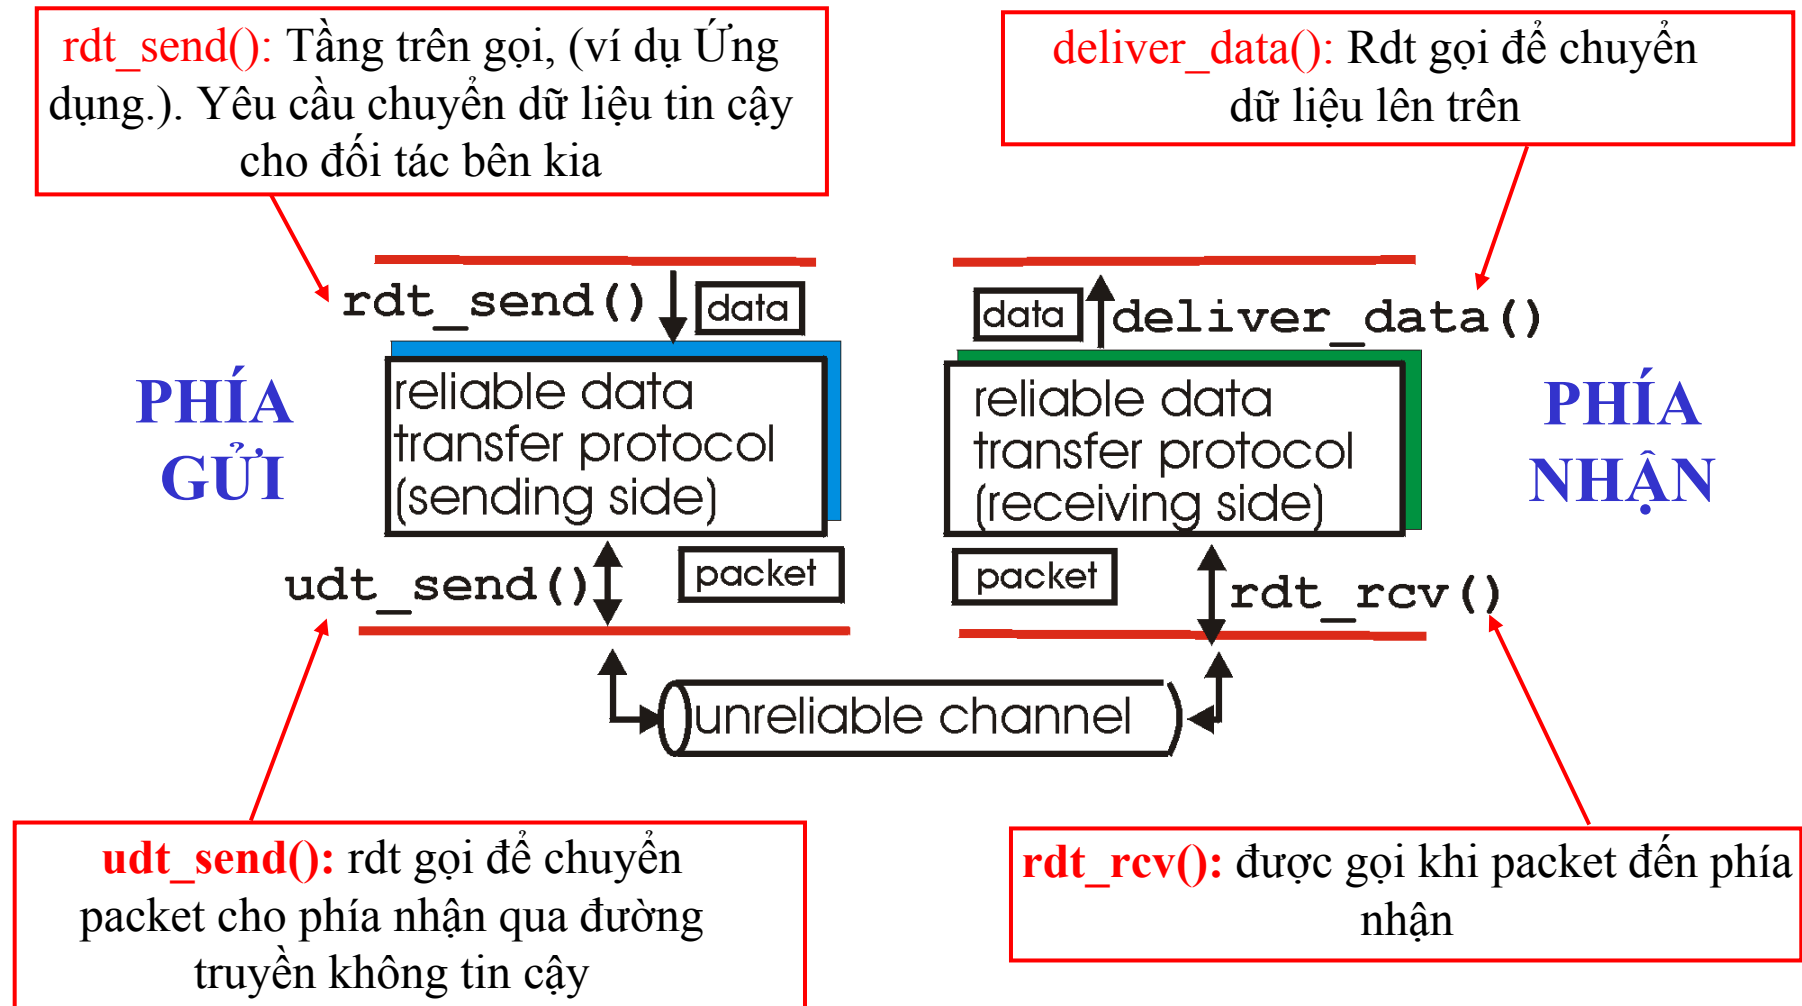 rdt_send(): Tầng trên gọi, (ví dụ Ứng
dụng.). Yêu cầu chuyển dữ liệu tin cậy
cho đối tác bên kia
deliver_data(): Rdt gọi để chuyển
dữ liệu lên trên
rdt_send()
data
data
deliver_data()
PHÍA
GỬI
reliable data
transfer protocol
(sending side)
reliable data
transfer protocol
(receiving side)
PHÍA
NHẬN
udt_send()
packet
packet
rdt_rcv()
unreliable channel
udt_send(): rdt gọi để chuyển
packet cho phía nhận qua đường
truyền không tin cậy
rdt_rcv(): được gọi khi packet đến phía
nhận